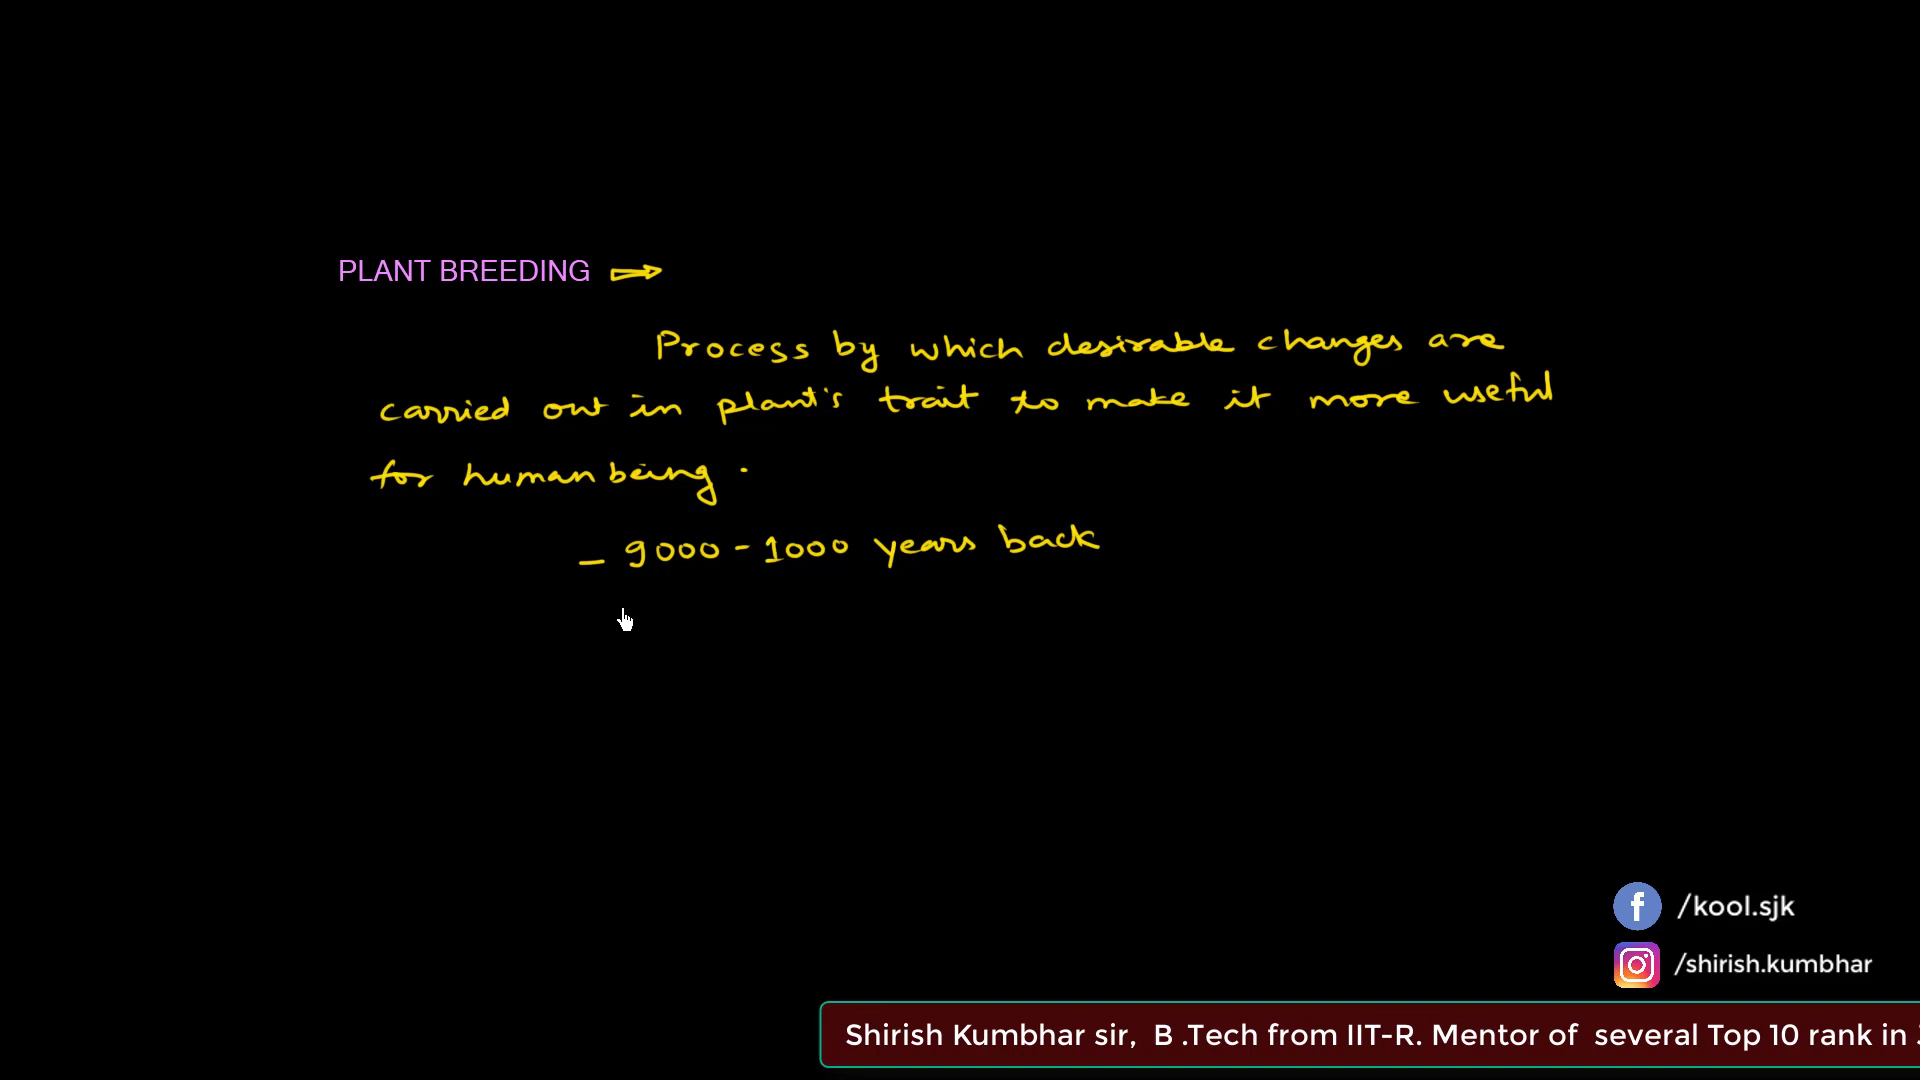 PLANT BREEDING
Process by which desirable changes are
carried out in plant's trait to make it more useful
for human being.
- 9000 - 1000 years back
/kool.sjk
/shirish.kumbhar
Shirish Kumbhar sir, B .Tech from IIT-R. Mentor of several Top 10 rank in